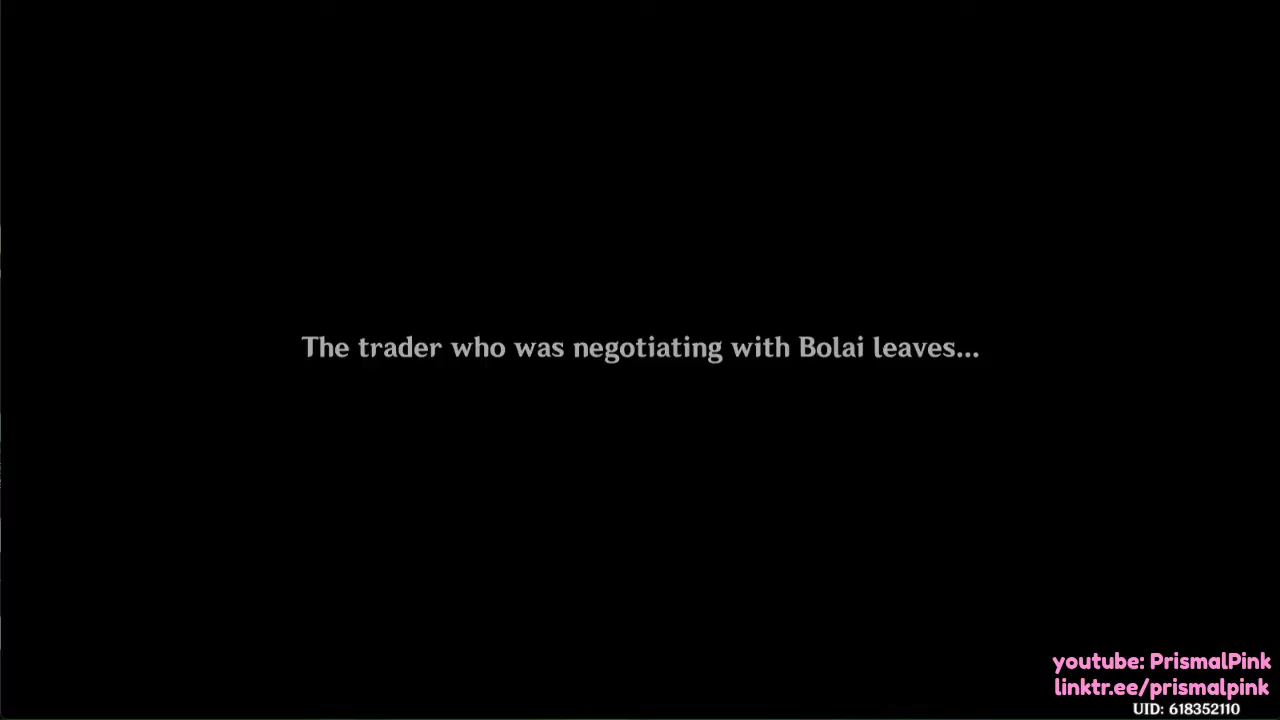 The trader who was negotiating with Bolai leaves...
youtube: PrismalPink
linktr.ee/prismalpink
UID: 618352110